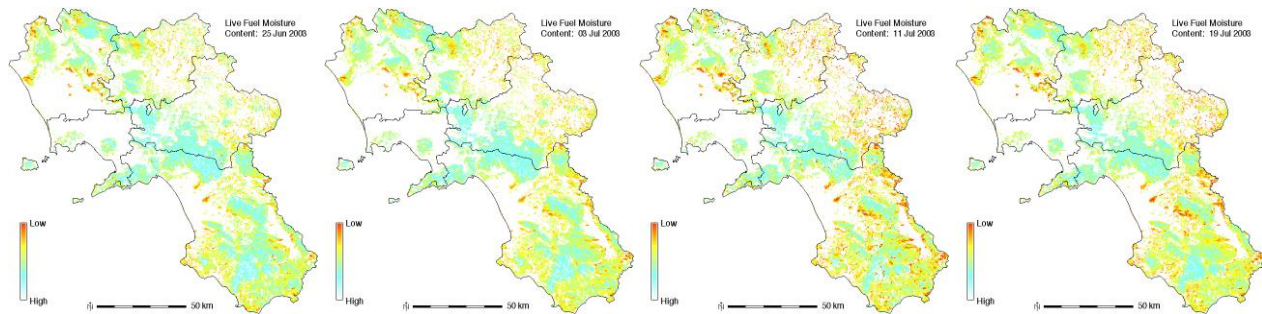 Live Fuel Moisture
Content: 25 Jun 2003
Low
High
50 km
Live Fuel Moisture
Content: 03 Jul 2003
Low
High
50 km
Live Fuel Moisture
Content: 11 Jul 2003
Low
High
50 km
Live Fuel Moisture
Content: 19 Jul 2003
Low
High
50 km